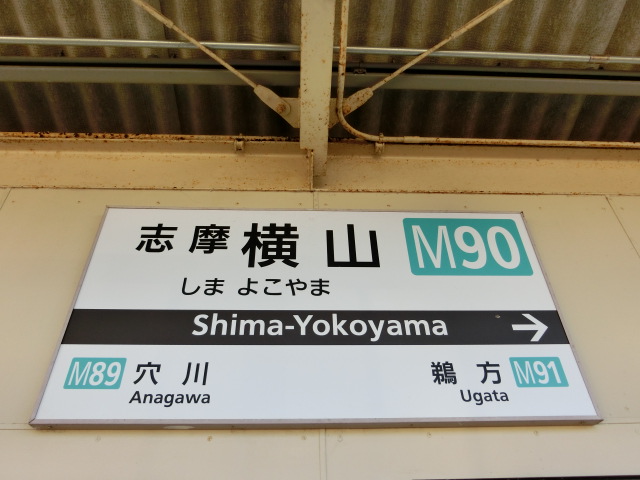 志摩横山 M90
しま よこやま
Shima-Yokoyama →
M89 穴川 鵜方 M91
Anagawa Ugata